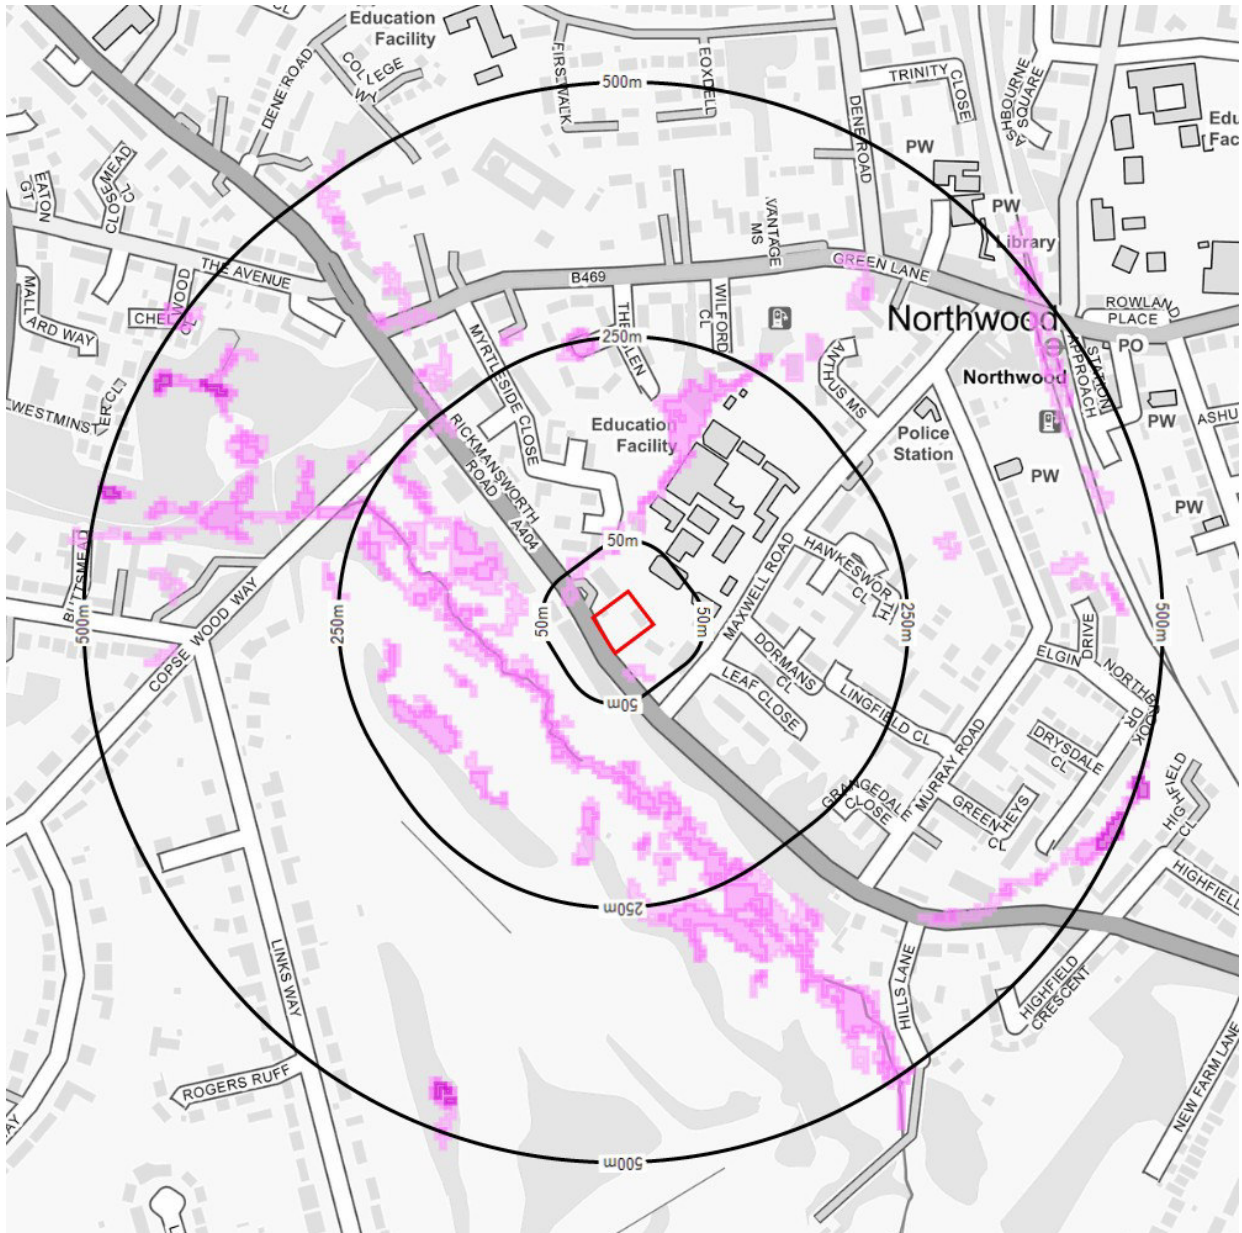 CL
Education
Facility
DENE ROAD
COLLEGE
WY
FIRS WALK
FOXDELL
500m
TRINITY
CLOSE
ASHBOURNE
SQUARE
DENE ROAD
PW
PW
Edu
Fac
EATON
GT
CLOSEMEAD
CL
VANTAGE
MS
Library
THE AVENUE
B469
GREEN LANE
MALLARD WAY
CHELWOOD
CL
ROWLAND
PLACE
Northwood
PO
MYRTLESIDE CLOSE
THE GLEN
WILFORD
CL
250m
ANTHUS MS
STATION
APPROACH
Northwood
WESTMINSTER CL
PW
ASHU
RICKMANSWORTH
ROAD
A404
Education
Facility
Police
Station
PW
PW
50m
HAWKESWORTH
CL
MAXWELL ROAD
500m
COPSE WOOD WAY
250m
50m
50m
250m
500m
DORMANS
CL
LEAF CLOSE
LINGFIELD CL
ELGIN
DRIVE
NORTHBROOK
DR
50m
MURRAY ROAD
DRYSDALE
CL
GRANGEDALE
CLOSE
GREENHEYS
CL
HIGHFIELD
CL
HIGHFIELD
250m
LINKS WAY
HILLS LANE
HIGHFIELD
CRESCENT
ROGERS RUFF
NEW FARM LANE
AY
500m
L